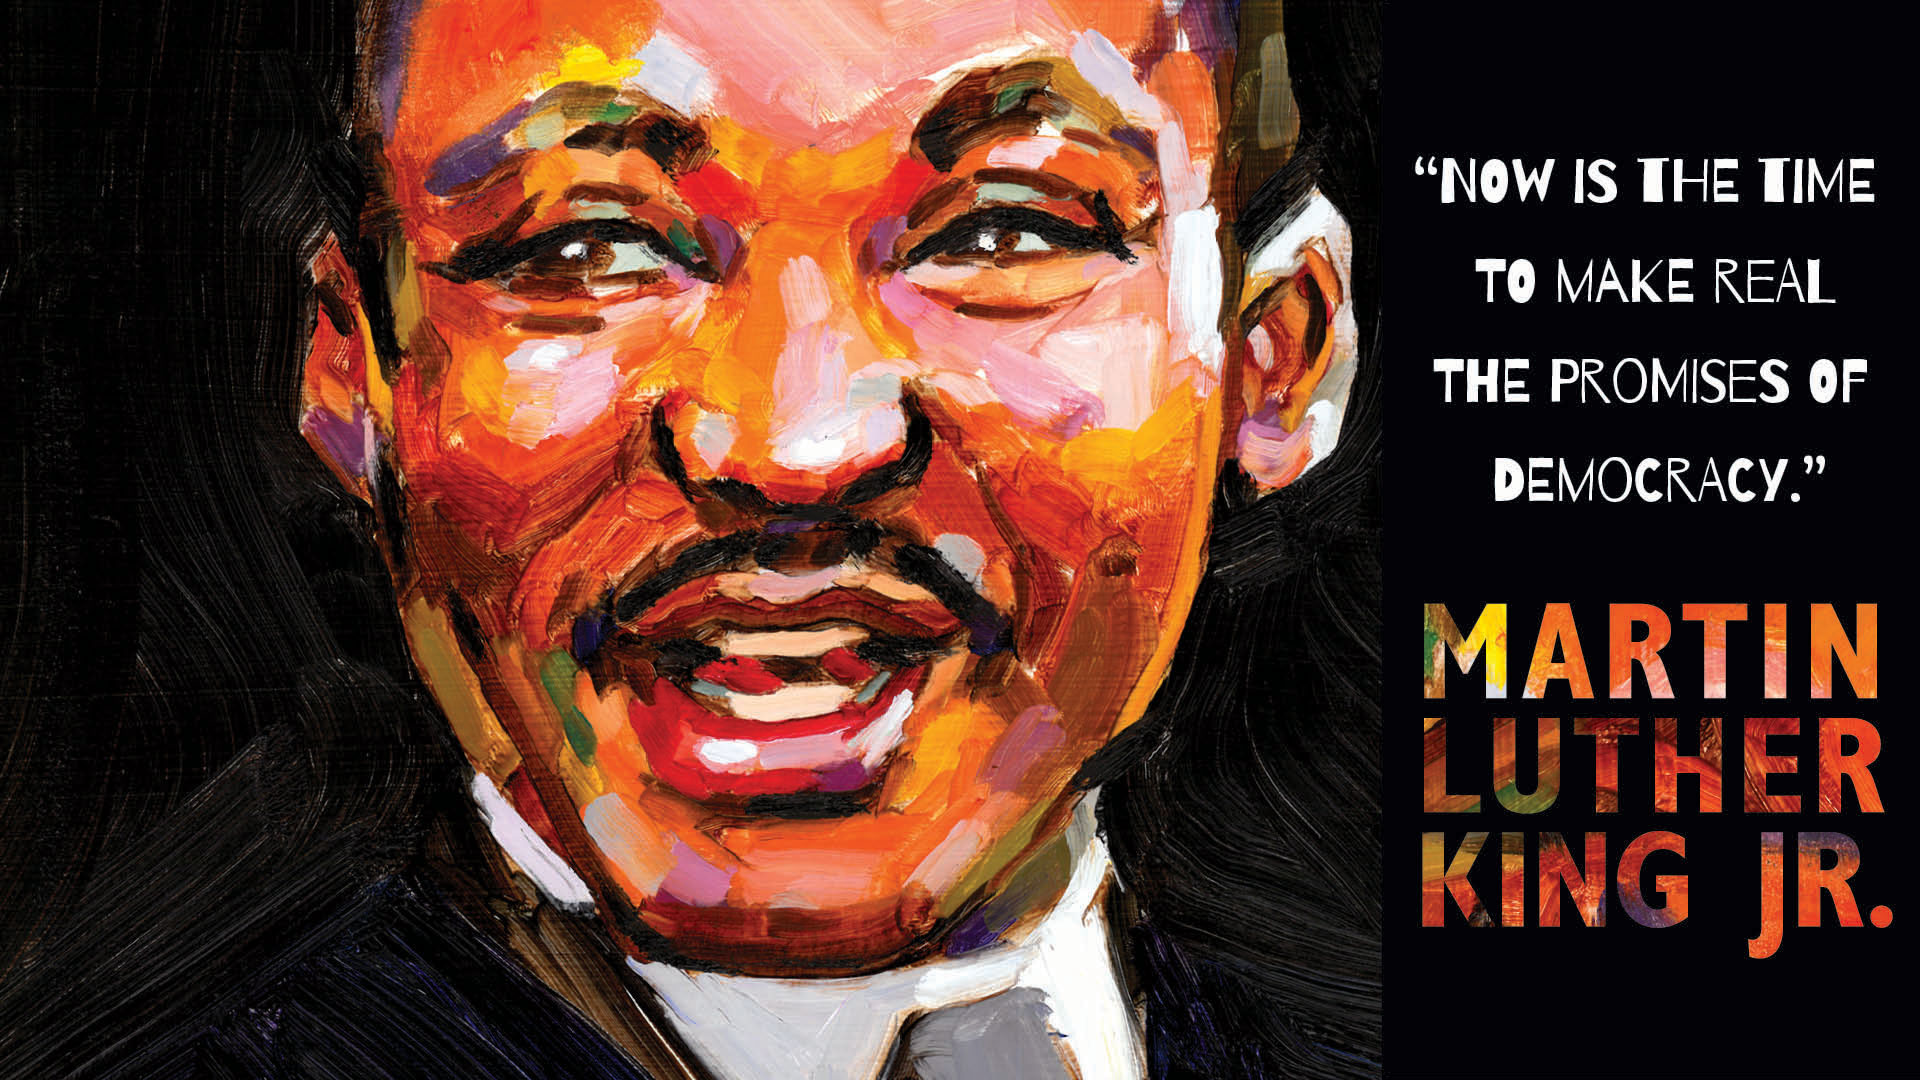 “NOW IS THE TIME
TO MAKE REAL
THE PROMISES OF
DEMOCRACY.”
MARTIN
LUTHER
KING JR.